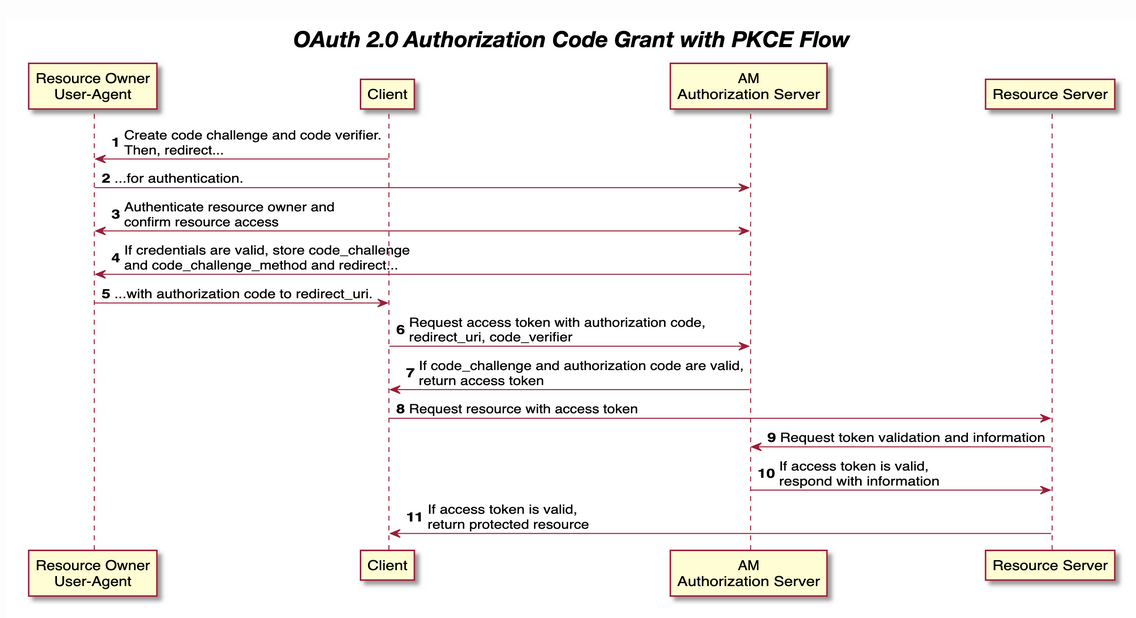 OAuth 2.0 Authorization Code Grant with PKCE Flow
Resource Owner
User-Agent
Client
AM
Authorization Server
Resource Server
1 Create code challenge and code verifier.
Then, redirect...
2 ...for authentication.
3 Authenticate resource owner and
confirm resource access
4 If credentials are valid, store code_challenge
and code_challenge_method and redirect...
5 ...with authorization code to redirect_uri.
6 Request access token with authorization code,
redirect_uri, code_verifier
7 If code_challenge and authorization code are valid,
return access token
8 Request resource with access token
9 Request token validation and information
10 If access token is valid,
respond with information
11 If access token is valid,
return protected resource
Resource Owner
User-Agent
Client
AM
Authorization Server
Resource Server